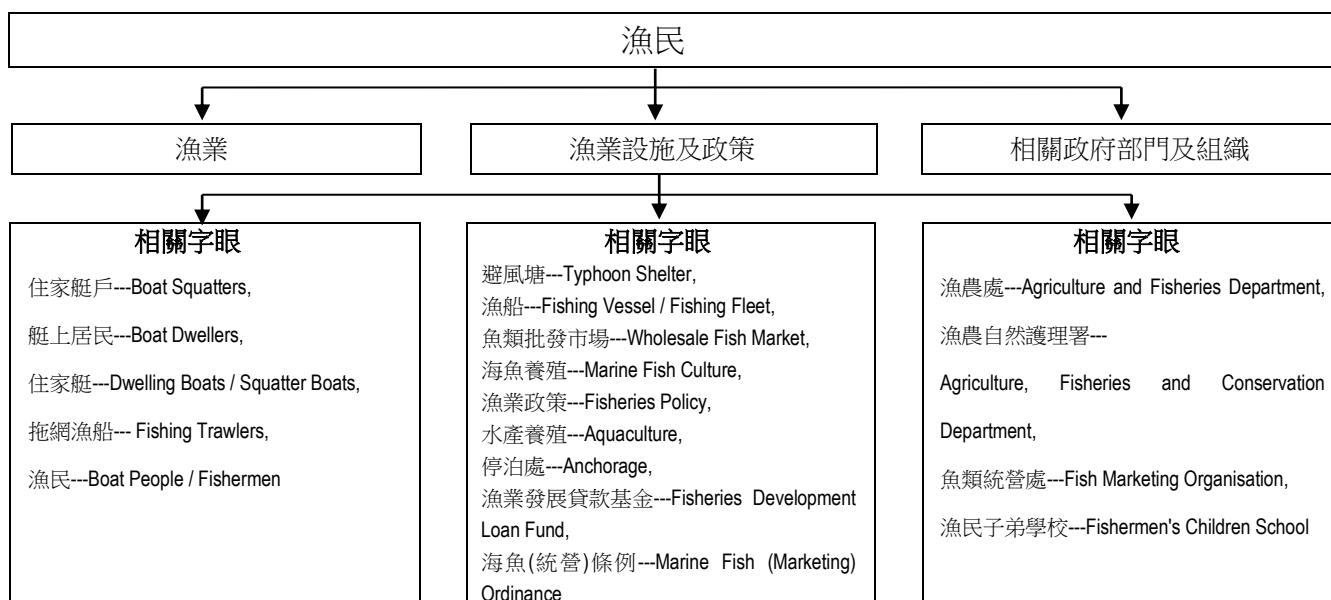 漁民
漁業
漁業設施及政策
相關政府部門及組織
相關字眼
住家艇戶---Boat Squatters,
艇上居民---Boat Dwellers,
住家艇---Dwelling Boats / Squatter Boats,
拖網漁船--- Fishing Trawlers,
漁民---Boat People / Fishermen
相關字眼
避風塘---Typhoon Shelter,
漁船---Fishing Vessel / Fishing Fleet,
魚類批發市場---Wholesale Fish Market,
海魚養殖---Marine Fish Culture,
漁業政策---Fisheries Policy,
水產養殖---Aquaculture,
停泊處---Anchorage,
漁業發展貸款基金---Fisheries Development
Loan Fund,
海魚(統營)條例---Marine Fish (Marketing)
Ordinance
相關字眼
漁農處---Agriculture and Fisheries Department,
漁農自然護理署---
Agriculture, Fisheries and Conservation
Department,
魚類統營處---Fish Marketing Organisation,
漁民子弟學校---Fishermen's Children School